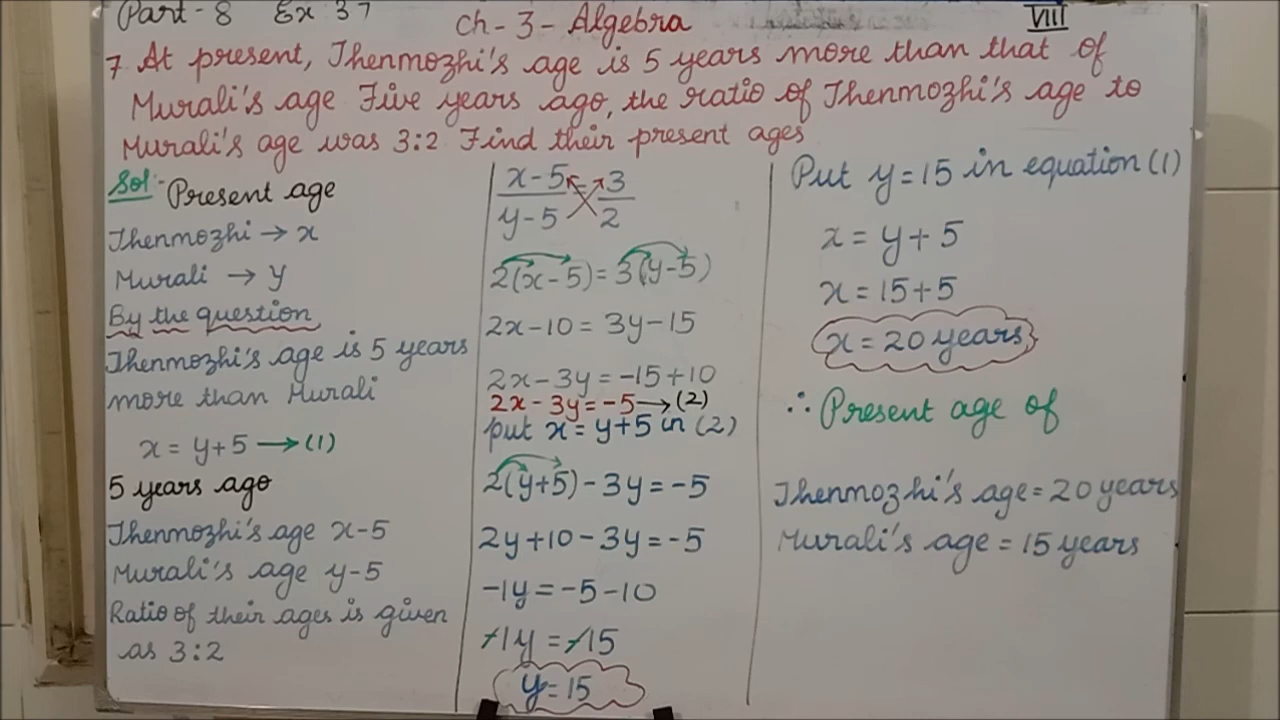 Part - 8 Ex 3 7
Ch - 3 - Algebra
VIII
7 At present, Thenmozhi's age is 5 years more than that of
Murali's age Five years ago, the ratio of Thenmozhi's age to
Murali's age was 3:2 Find their present ages
Sol:- Present age
Thenmozhi → x
Murali → y
By the question
Thenmozhi's age is 5 years
more than Murali
x = y+5 → (1)
5 years ago
Thenmozhi's age x-5
Murali's age y-5
Ratio of their ages is given
as 3:2
x-5 = 3
y-5 2
2(x-5) = 3(y-5)
2x-10 = 3y-15
2x-3y = -15+10
2x-3y = -5 → (2)
put x = y+5 in (2)
2(y+5) - 3y = -5
2y+10-3y = -5
-1y = -5-10
-1y = -15
y = 15
Put y = 15 in equation (1)
x = y+5
x = 15+5
x = 20 years
∴ Present age of
Thenmozhi's age = 20 years
Murali's age = 15 years